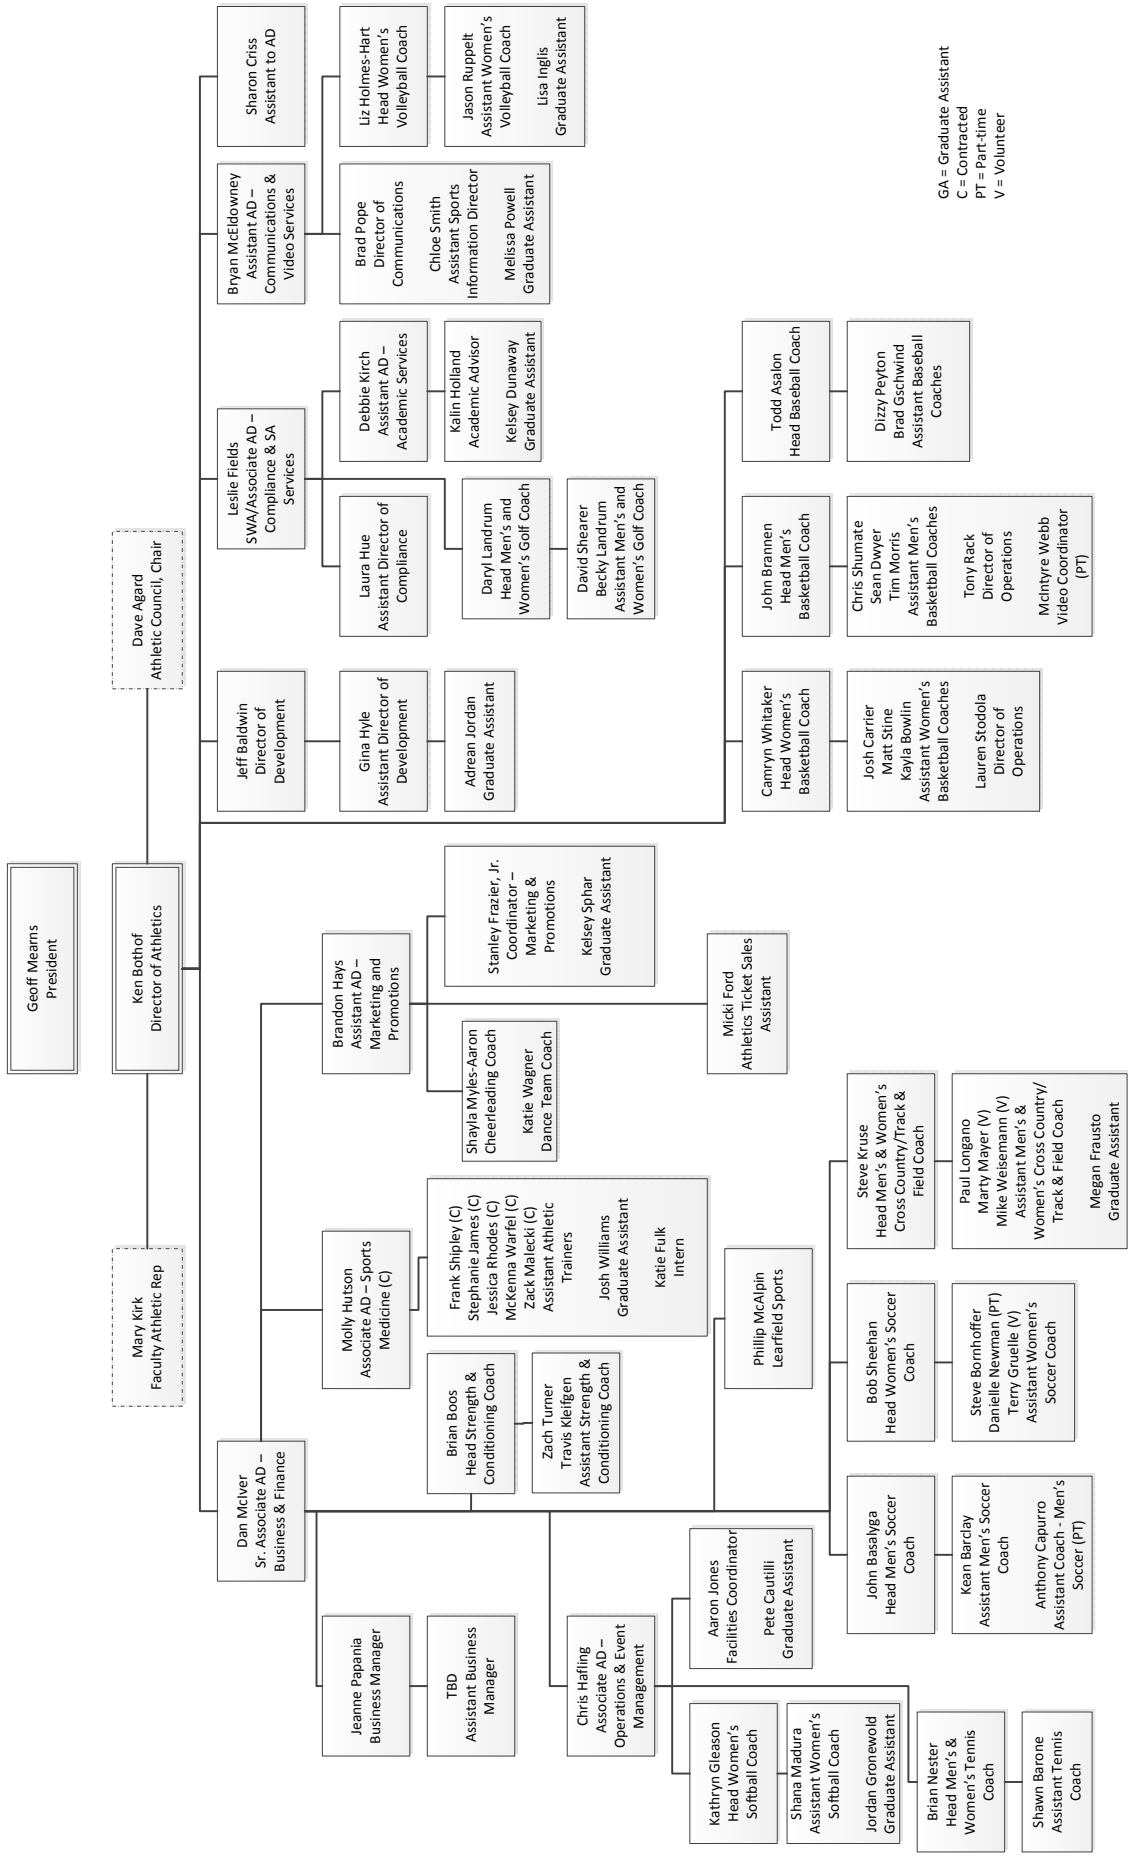 Geoff Mearns
President
Mary Kirk
Faculty Athletic Rep
Ken Bothof
Director of Athletics
Dave Agard
Athletic Council, Chair
Dan McIver
Sr. Associate AD –
Business & Finance
Jeff Baldwin
Director of
Development
Leslie Fields
SWA/Associate AD –
Compliance & SA
Services
Bryan McEldowney
Assistant AD –
Communications &
Video Services
Sharon Criss
Assistant to AD
Jeanne Papania
Business Manager
TBD
Assistant Business
Manager
Molly Hutson
Associate AD – Sports
Medicine (C)
Brandon Hays
Assistant AD –
Marketing and
Promotions
Gina Hyle
Assistant Director of
Development
Adrean Jordan
Graduate Assistant
Laura Hue
Assistant Director of
Compliance
Debbie Kirch
Assistant AD –
Academic Services
Kalin Holland
Academic Advisor
Kelsey Dunaway
Graduate Assistant
Daryl Landrum
Head Men's and
Women's Golf Coach
David Shearer
Becky Landrum
Assistant Men's and
Women's Golf Coach
Brad Pope
Director of
Communications
Chloe Smith
Assistant Sports
Information Director
Melissa Powell
Graduate Assistant
Liz Holmes-Hart
Head Women's
Volleyball Coach
Jason Ruppelt
Assistant Women's
Volleyball Coach
Lisa Inglis
Graduate Assistant
Brian Boos
Head Strength &
Conditioning Coach
Zach Turner
Travis Kleifgen
Assistant Strength &
Conditioning Coach
Frank Shipley (C)
Stephanie James (C)
Jessica Rhodes (C)
McKenna Warfel (C)
Zack Malecki (C)
Assistant Athletic
Trainers
Josh Williams
Graduate Assistant
Katie Fulk
Intern
Shayla Myles-Aaron
Cheerleading Coach
Katie Wagner
Dance Team Coach
Stanley Frazier, Jr.
Coordinator –
Marketing &
Promotions
Kelsey Sphar
Graduate Assistant
Micki Ford
Athletics Ticket Sales
Assistant
Chris Hafling
Associate AD –
Operations & Event
Management
Aaron Jones
Facilities Coordinator
Pete Cautilli
Graduate Assistant
Kathryn Gleason
Head Women's
Softball Coach
Shana Madura
Assistant Women's
Softball Coach
Jordan Gronewold
Graduate Assistant
Brian Nester
Head Men's &
Women's Tennis
Coach
Shawn Barone
Assistant Tennis
Coach
Phillip McAlpin
Learfield Sports
John Basalyga
Head Men's Soccer
Coach
Kean Barclay
Assistant Men's Soccer
Coach
Anthony Capurro
Assistant Coach - Men's
Soccer (PT)
Bob Sheehan
Head Women's Soccer
Coach
Steve Bornhoffer
Danielle Newman (PT)
Terry Gruelle (V)
Assistant Women's
Soccer Coach
Steve Kruse
Head Men's & Women's
Cross Country/Track &
Field Coach
Paul Longano
Marty Mayer (V)
Mike Weisemann (V)
Assistant Men's &
Women's Cross Country/
Track & Field Coach
Megan Frausto
Graduate Assistant
Camryn Whitaker
Head Women's
Basketball Coach
Josh Carrier
Matt Stine
Kayla Bowlin
Assistant Women's
Basketball Coaches
Lauren Stodola
Director of
Operations
John Brannen
Head Men's
Basketball Coach
Chris Shumate
Sean Dwyer
Tim Morris
Assistant Men's
Basketball Coaches
Tony Rack
Director of
Operations
McIntyre Webb
Video Coordinator
(PT)
Todd Asalon
Head Baseball Coach
Dizzy Peyton
Brad Gschwind
Assistant Baseball
Coaches
GA = Graduate Assistant
C = Contracted
PT = Part-time
V = Volunteer